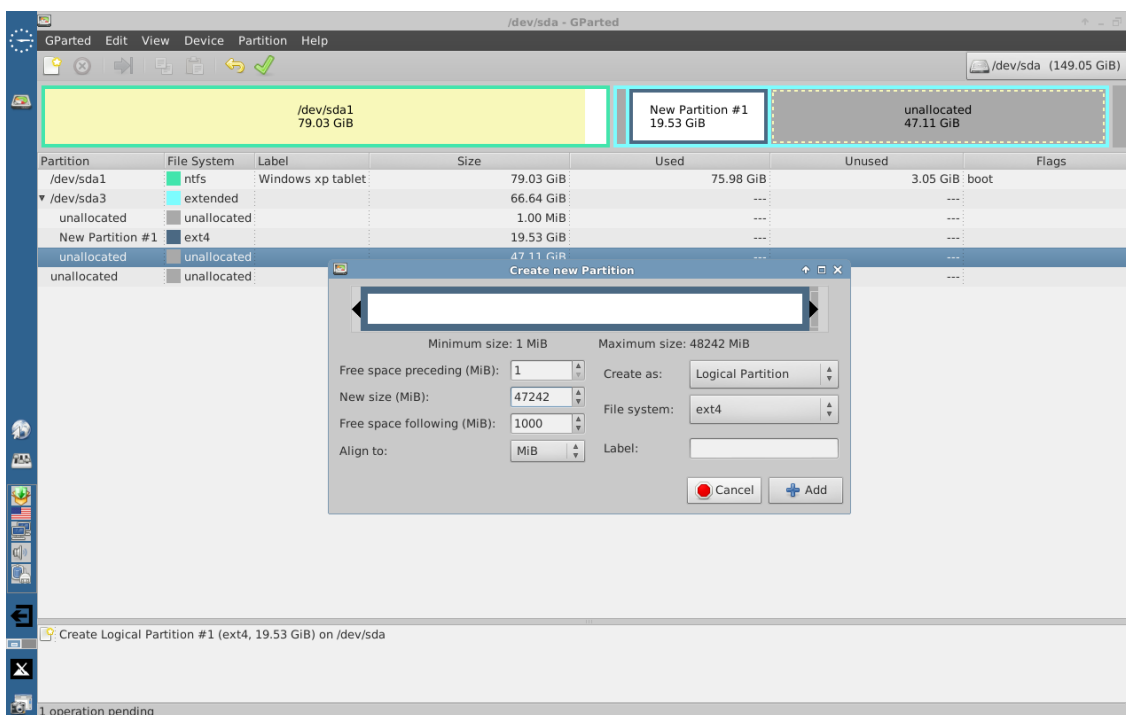 /dev/sda - GParted
GParted Edit View Device Partition Help
/dev/sda (149.05 GiB)
/dev/sda1
79.03 GiB
New Partition #1
19.53 GiB
unallocated
47.11 GiB
Partition File System Label Size Used Unused Flags
/dev/sda1 ntfs Windows xp tablet 79.03 GiB 75.98 GiB 3.05 GiB boot
/dev/sda3 extended 66.64 GiB --- ---
unallocated unallocated 1.00 MiB --- ---
New Partition #1 ext4 19.53 GiB --- ---
unallocated unallocated 47.11 GiB --- ---
unallocated unallocated ---
Create new Partition
Minimum size: 1 MiB Maximum size: 48242 MiB
Free space preceding (MiB): 1
Create as: Logical Partition
New size (MiB): 47242
File system: ext4
Free space following (MiB): 1000
Align to: MiB
Label:
Cancel Add
Create Logical Partition #1 (ext4, 19.53 GiB) on /dev/sda
1 operation pending